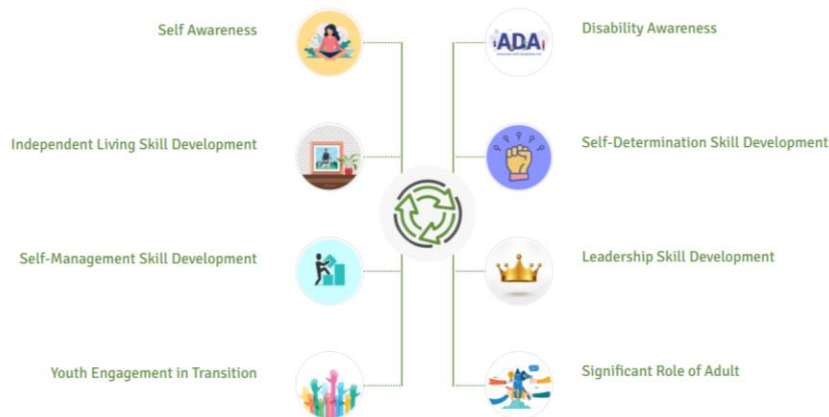 Self Awareness
Disability Awareness
ADA
Independent Living Skill Development
Self-Determination Skill Development
Self-Management Skill Development
Leadership Skill Development
Youth Engagement in Transition
Significant Role of Adult